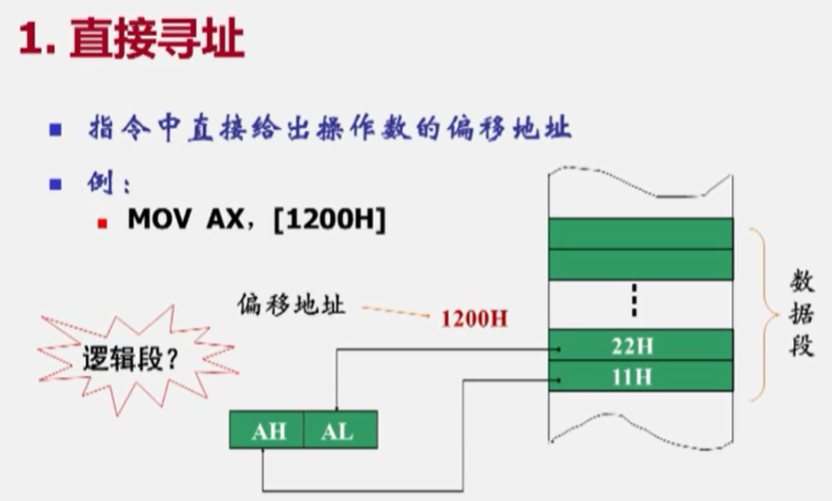 1. 直接寻址
指令中直接给出操作数的偏移地址
例：
MOV AX，[1200H]
偏移地址
1200H
逻辑段？
22H
11H
AH AL
数据段